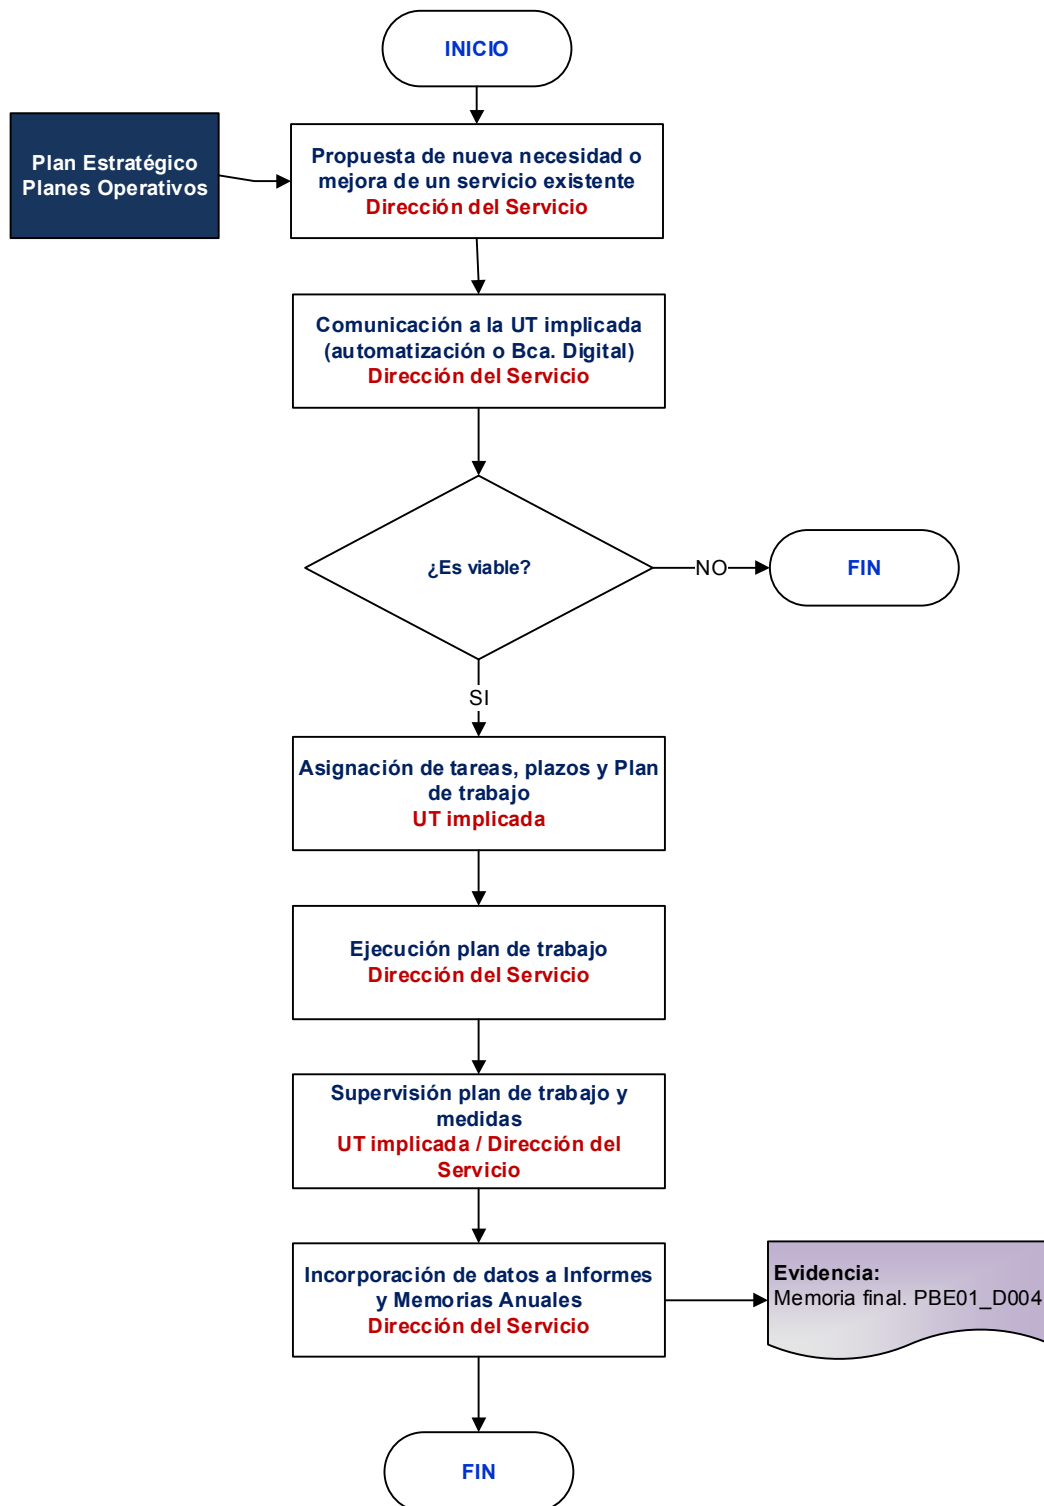 INICIO
Plan Estratégico
Planes Operativos
Propuesta de nueva necesidad o
mejora de un servicio existente
Dirección del Servicio
Comunicación a la UT implicada
(automatización o Bca. Digital)
Dirección del Servicio
¿Es viable?
NO
FIN
SI
Asignación de tareas, plazos y Plan
de trabajo
UT implicada
Ejecución plan de trabajo
Dirección del Servicio
Supervisión plan de trabajo y
medidas
UT implicada / Dirección del
Servicio
Incorporación de datos a Informes
y Memorias Anuales
Dirección del Servicio
Evidencia:
Memoria final. PBE01_D004
FIN